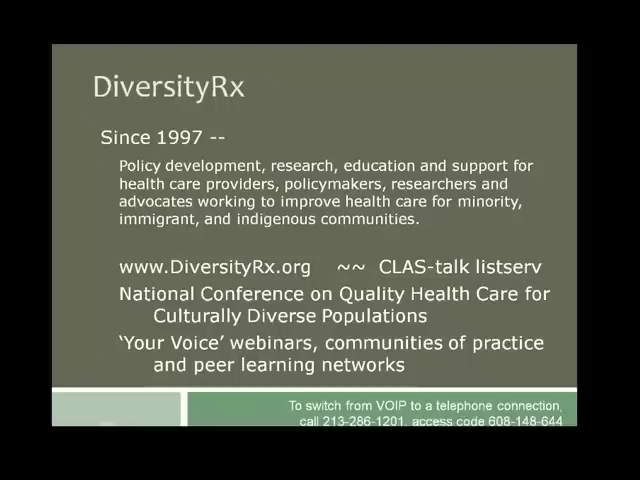 DiversityRx
Since 1997 --
Policy development, research, education and support for
health care providers, policymakers, researchers and
advocates working to improve health care for minority,
immigrant, and indigenous communities.
www.DiversityRx.org ~~ CLAS-talk listserv
National Conference on Quality Health Care for
Culturally Diverse Populations
‘Your Voice’ webinars, communities of practice
and peer learning networks
To switch from VOIP to a telephone connection,
call 213-286-1201, access code 608-148-644